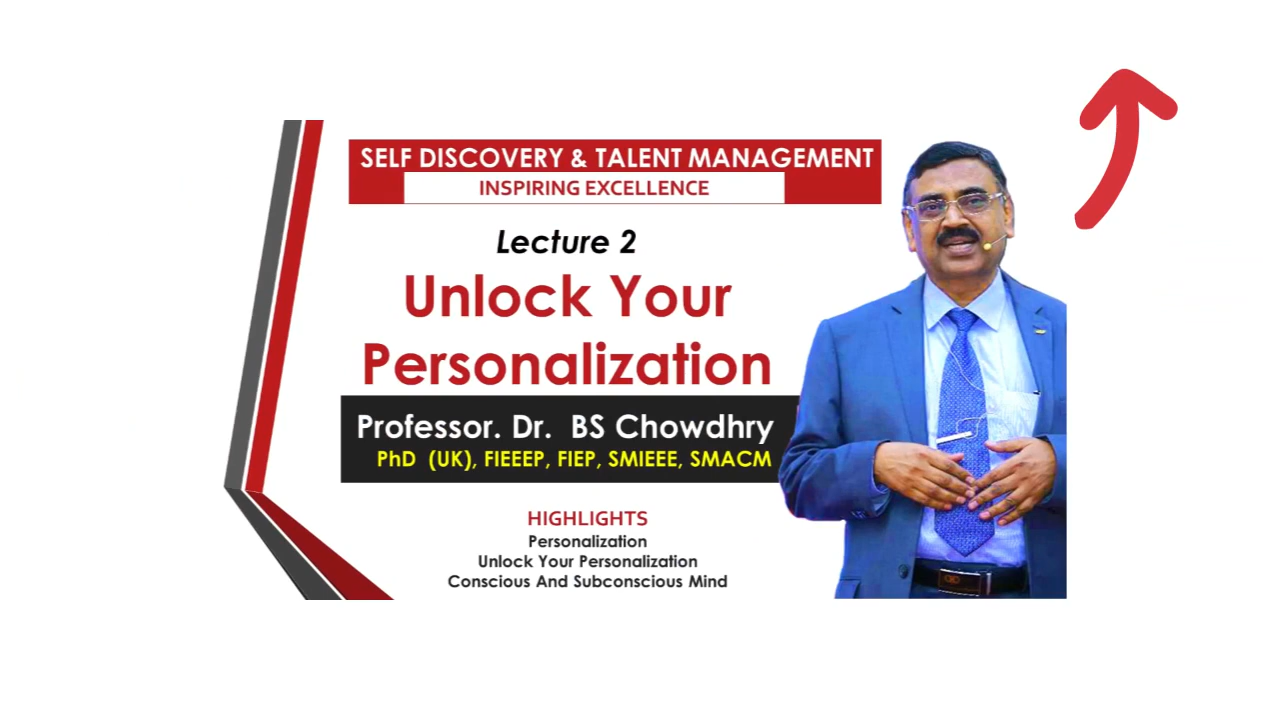 SELF DISCOVERY & TALENT MANAGEMENT
INSPIRING EXCELLENCE
Lecture 2
Unlock Your
Personalization
Professor. Dr. BS Chowdhry
PhD (UK), FIEEEP, FIEP, SMIEEE, SMACM
HIGHLIGHTS
Personalization
Unlock Your Personalization
Conscious And Subconscious Mind